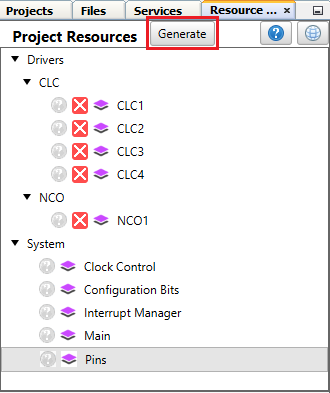 Projects Files Services Resource ... ×
Project Resources Generate ? 
Drivers
CLC
? CLC1
? CLC2
? CLC3
? CLC4
NCO
? NCO1
System
? Clock Control
? Configuration Bits
? Interrupt Manager
? Main
? Pins